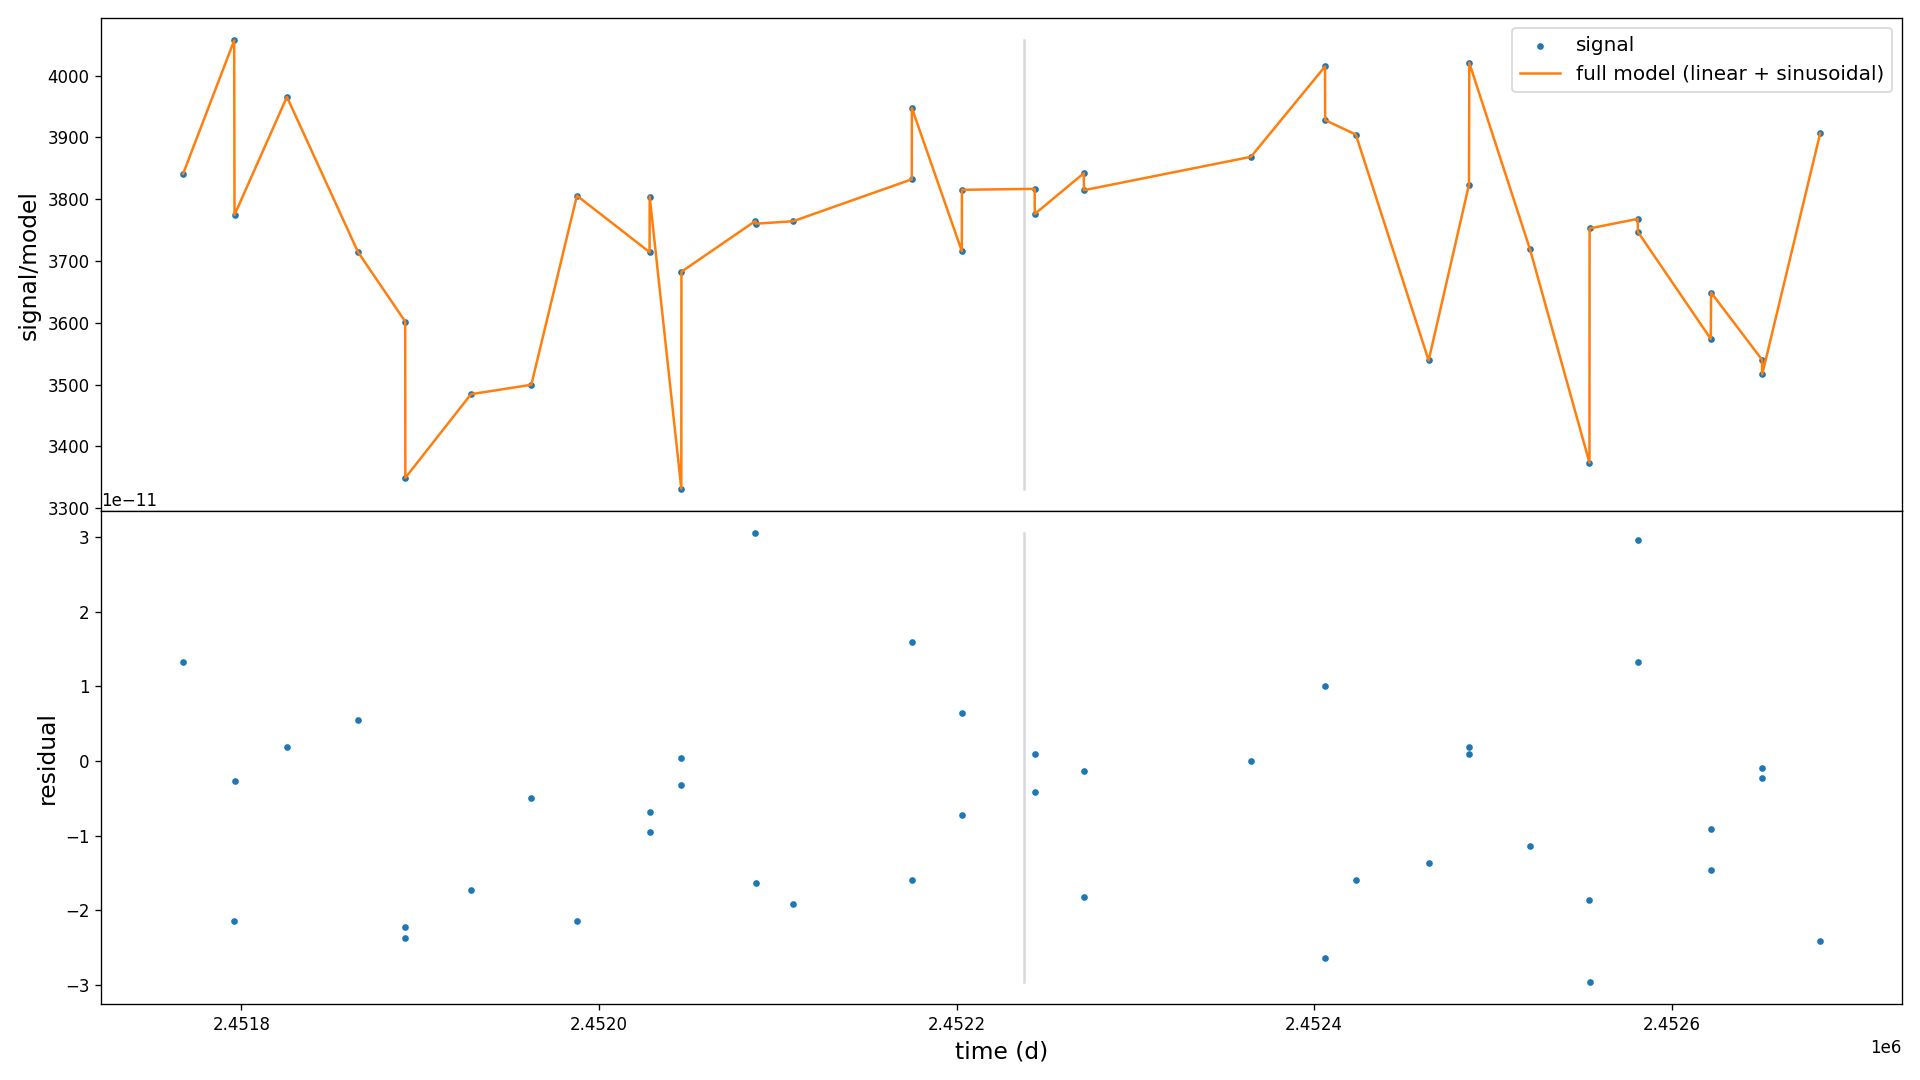 signal
full model (linear + sinusoidal)
4000
3900
3800
3700
3600
3500
3400
3300
signal/model
1e−11
3
2
1
0
−1
−2
−3
residual
2.4518
2.4520
2.4522
2.4524
2.4526
1e6
time (d)